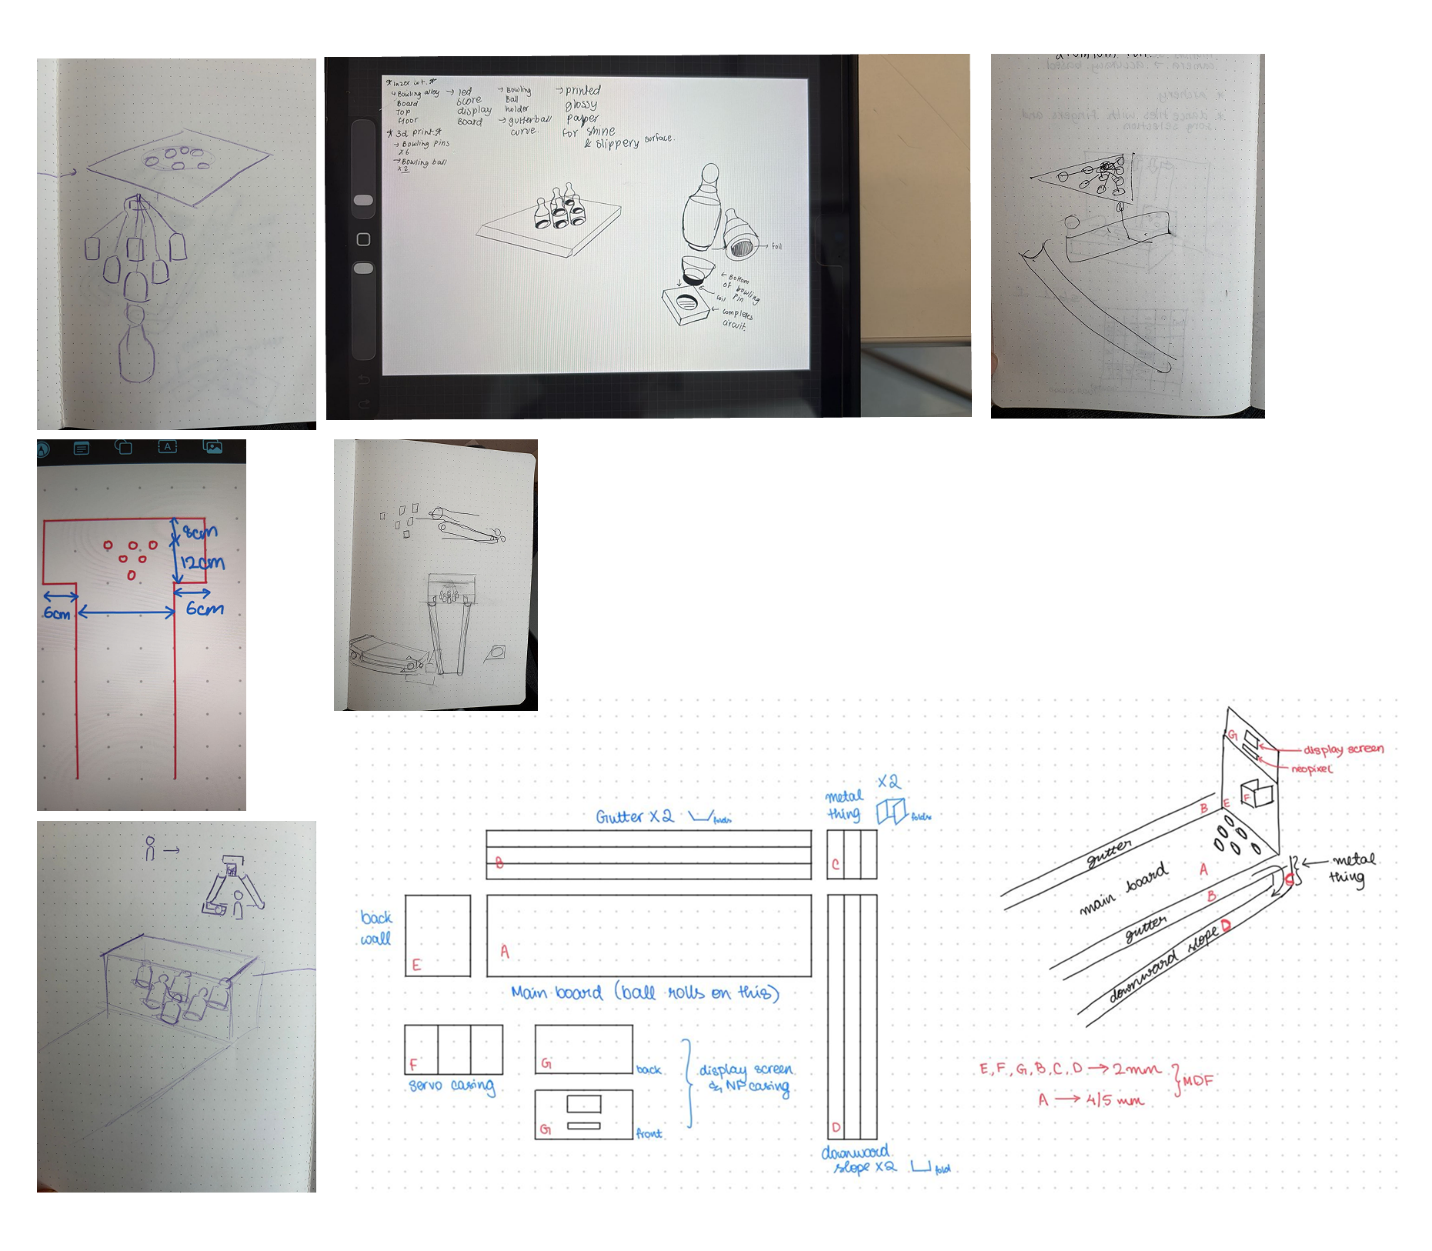 * laser cut *
↳ Bowling alley
Board
Top
Floor
→ led
score
display
board
→ Bowling
Ball
holder
→ gutterball
curve
→ printed
glossy
paper
for shine
& slippery surface.
* 3d print *
→ Bowling pins
x6
→ Bowling ball
x2
→ foil
← Bottom
of bowling
pin
foil
← completes
circuit.
8cm
12cm
6cm
6cm
Gutter X2
B
metal
thing
X2
C
back
wall
E
A
Main board (ball rolls on this)
F
servo casing
G
back
G
front
display screen
& NP casing
D
downward
slope x2
fold
G
display screen
neopixel
B
E
F
gutter
A
main board
B
gutter
D
downward slope
metal
thing
E, F, G, B, C, D → 2mm
A → 4/5 mm
MDF